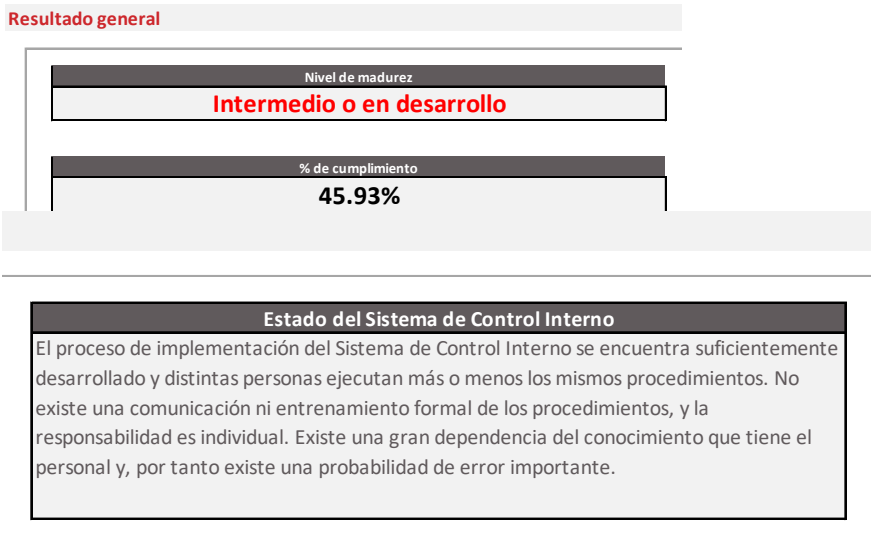 Resultado general
Nivel de madurez
Intermedio o en desarrollo
% de cumplimiento
45.93%
Estado del Sistema de Control Interno
El proceso de implementación del Sistema de Control Interno se encuentra suficientemente
desarrollado y distintas personas ejecutan más o menos los mismos procedimientos. No
existe una comunicación ni entrenamiento formal de los procedimientos, y la
responsabilidad es individual. Existe una gran dependencia del conocimiento que tiene el
personal y, por tanto existe una probabilidad de error importante.